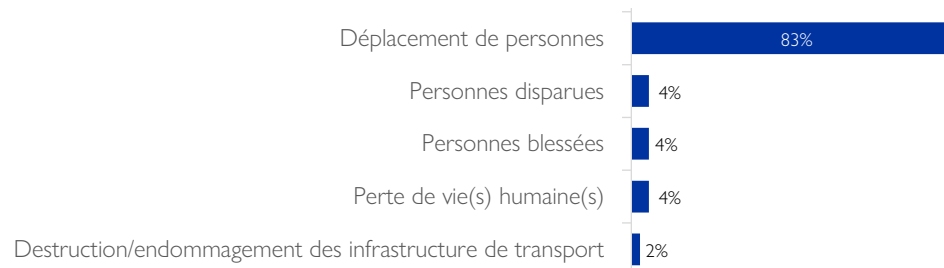 Déplacement de personnes 83%
Personnes disparues 4%
Personnes blessées 4%
Perte de vie(s) humaine(s) 4%
Destruction/endommagement des infrastructure de transport 2%